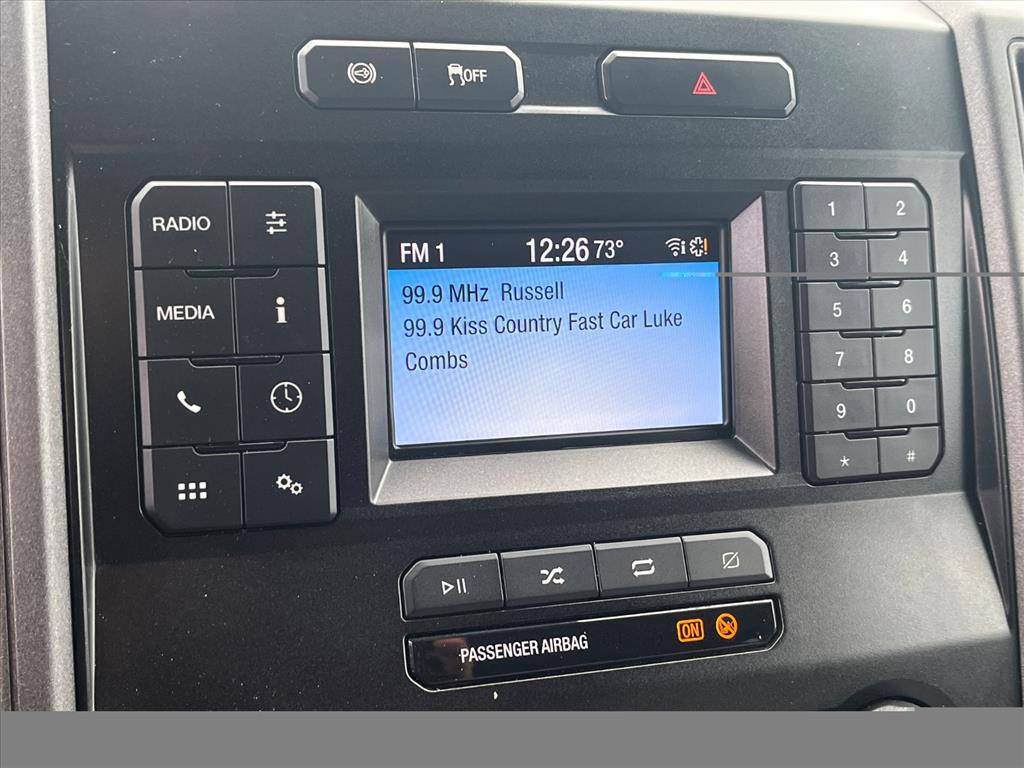 OFF
RADIO
MEDIA
i
FM 1 12:26 73°
99.9 MHz Russell
99.9 Kiss Country Fast Car Luke
Combs
1 2
3 4
5 6
7 8
9 0
* #
PASSENGER AIRBAG ON